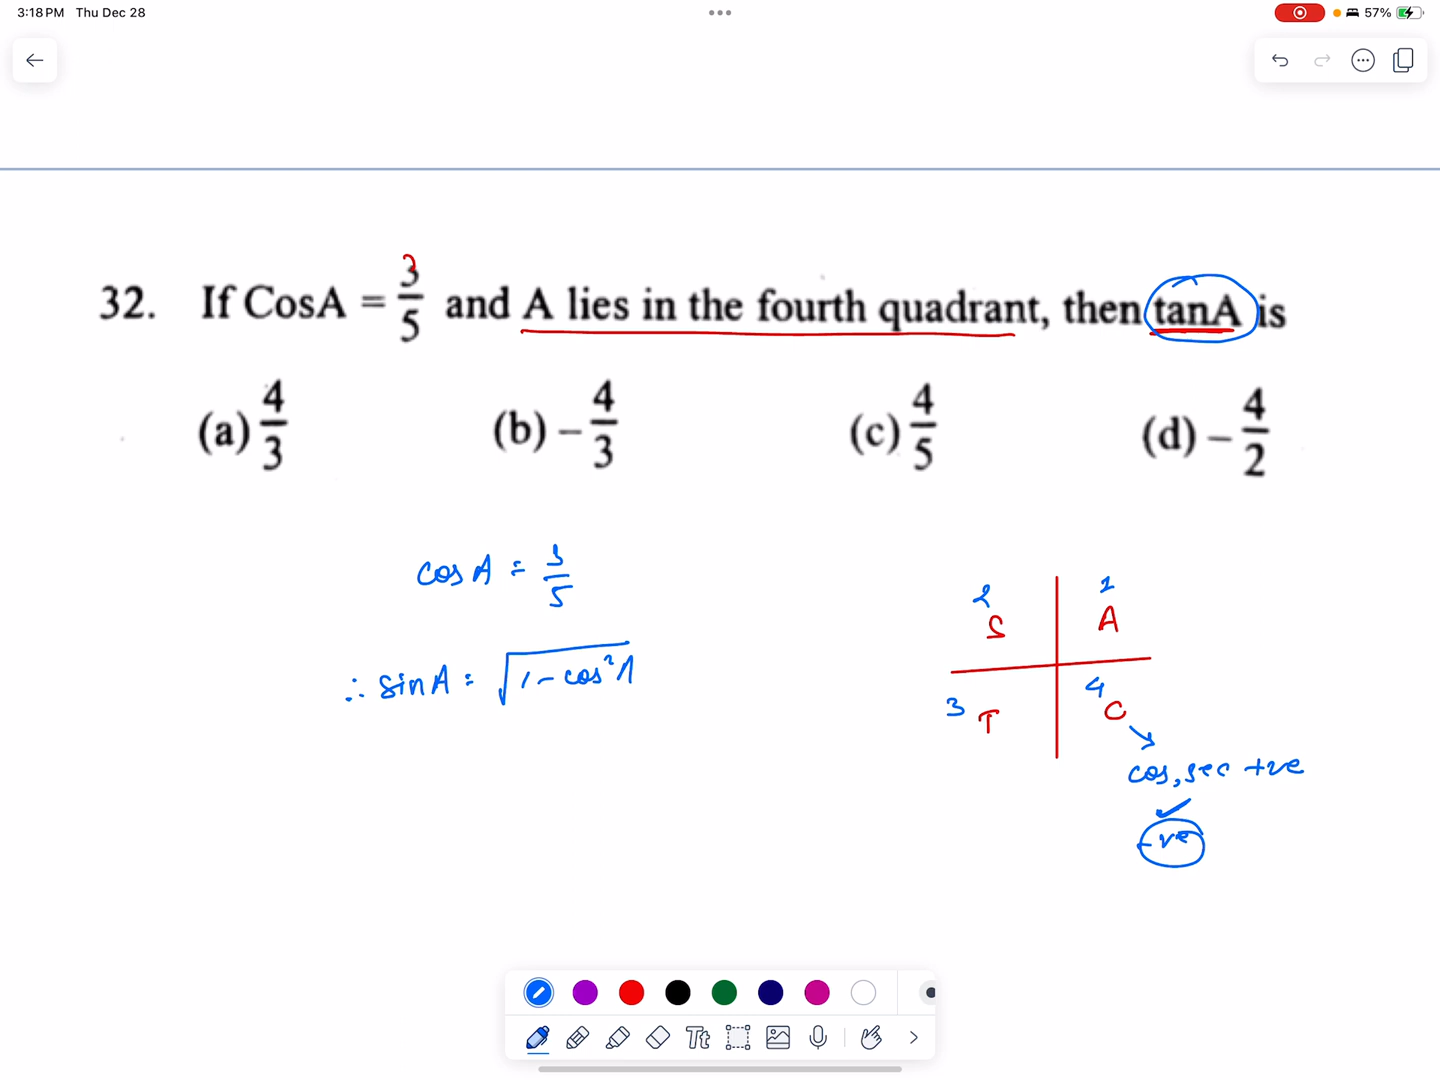 3:18 PM Thu Dec 28
57%
32. If CosA = 3/5 and A lies in the fourth quadrant, then tanA is
(a) 4/3 (b) – 4/3 (c) 4/5 (d) – 4/2
cos A = 3/5
∴ sin A = √(1 - cos²A)
2 1
S A
3 4
T C
cos, sec +ve
-ve
Tt